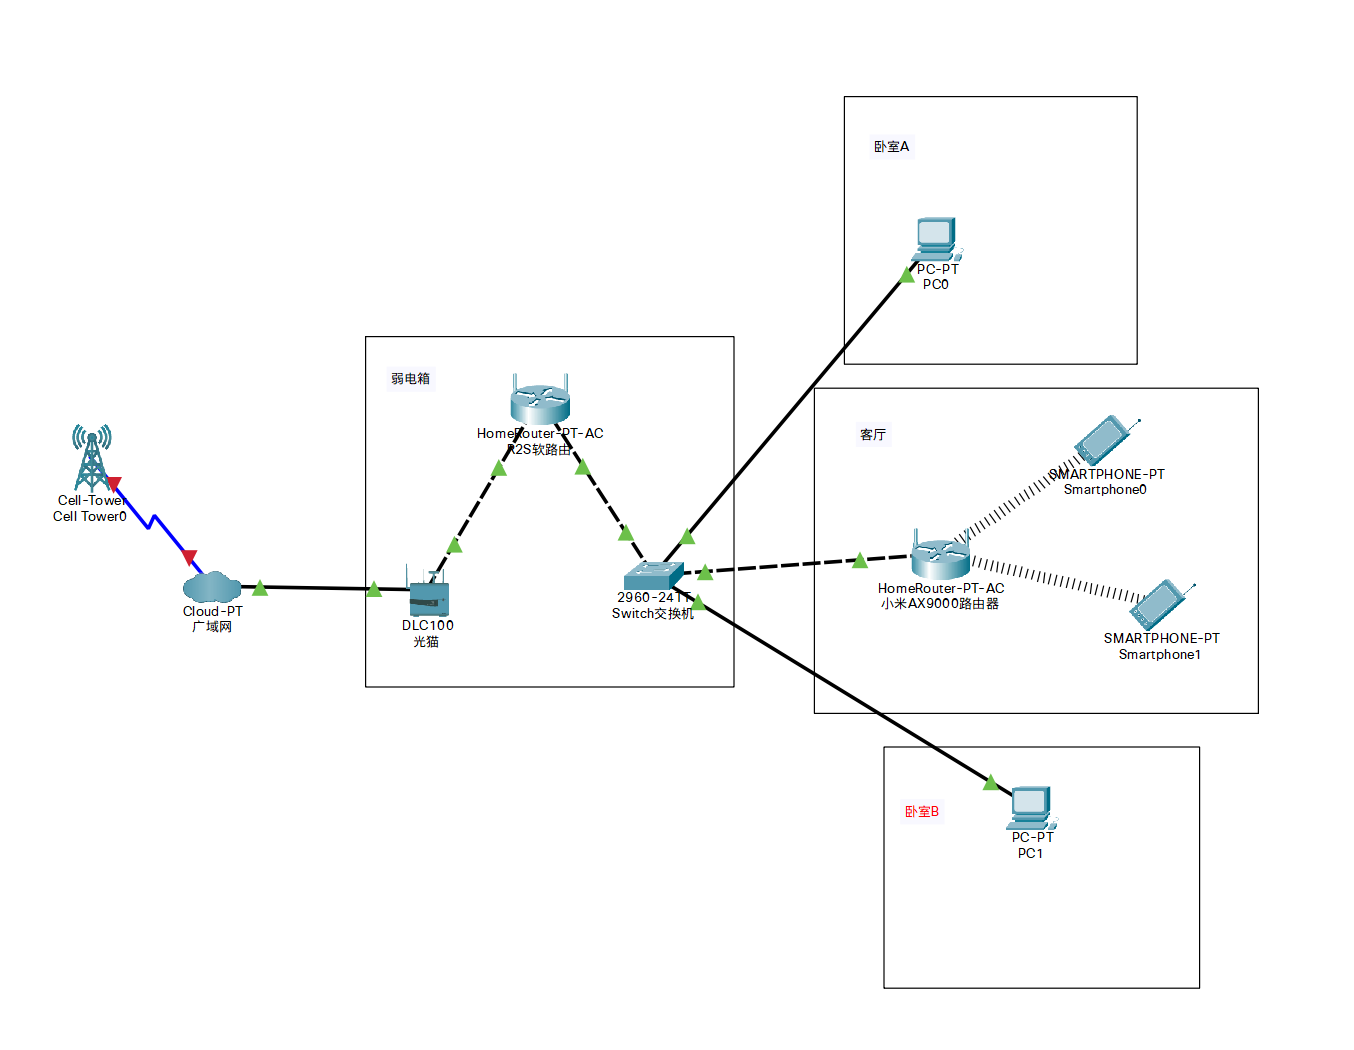 卧室A
PC-PT
PC0
弱电箱
HomeRouter-PT-AC
R2S软路由
客厅
SMARTPHONE-PT
Smartphone0
Cell-Tower
Cell Tower0
Cloud-PT
广域网
DLC100
光猫
2960-24TT
Switch交换机
HomeRouter-PT-AC
小米AX9000路由器
SMARTPHONE-PT
Smartphone1
卧室B
PC-PT
PC1